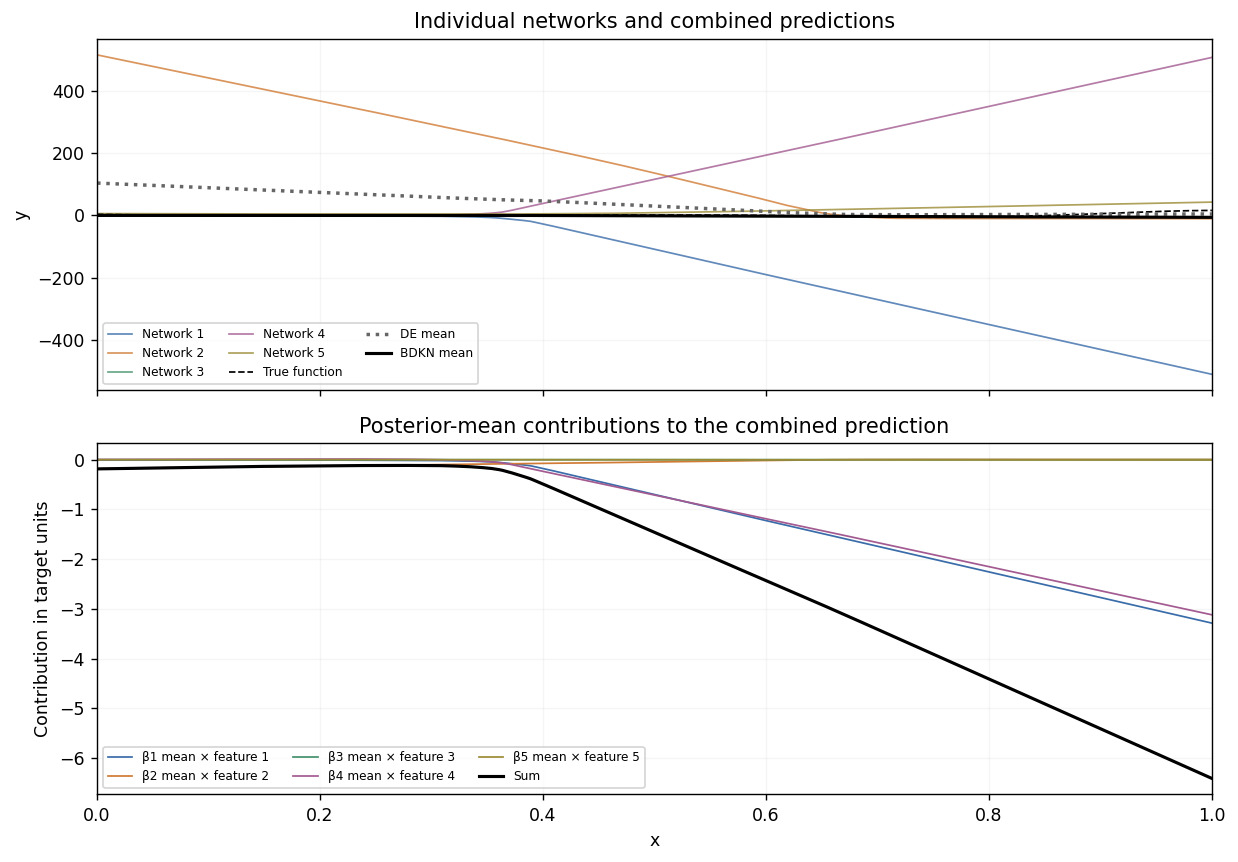 Individual networks and combined predictions
400
200
0
−200
−400
y
Network 1
Network 2
Network 3
Network 4
Network 5
True function
DE mean
BDKN mean
Posterior-mean contributions to the combined prediction
0
−1
−2
−3
−4
−5
−6
Contribution in target units
β1 mean × feature 1
β2 mean × feature 2
β3 mean × feature 3
β4 mean × feature 4
β5 mean × feature 5
Sum
0.0
0.2
0.4
0.6
0.8
1.0
x